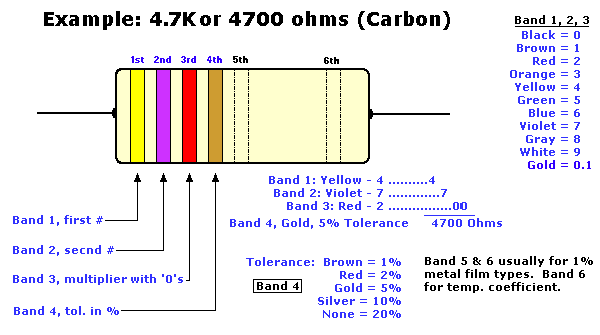 Example: 4.7K or 4700 ohms (Carbon)
Band 1, 2, 3
Black = 0
Brown = 1
Red = 2
Orange = 3
Yellow = 4
Green = 5
Blue = 6
Violet = 7
Gray = 8
White = 9
Gold = 0.1
1st 2nd 3rd 4th 5th 6th
Band 1: Yellow - 4 ..........4
Band 2: Violet - 7 ............7
Band 3: Red - 2 ................00
Band 4, Gold, 5% Tolerance 4700 Ohms
Band 1, first #
Band 2, secnd #
Band 3, multiplier with '0's
Band 4, tol. in %
Tolerance: Brown = 1%
Red = 2%
Band 4 Gold = 5%
Silver = 10%
None = 20%
Band 5 & 6 usually for 1%
metal film types. Band 6
for temp. coefficient.